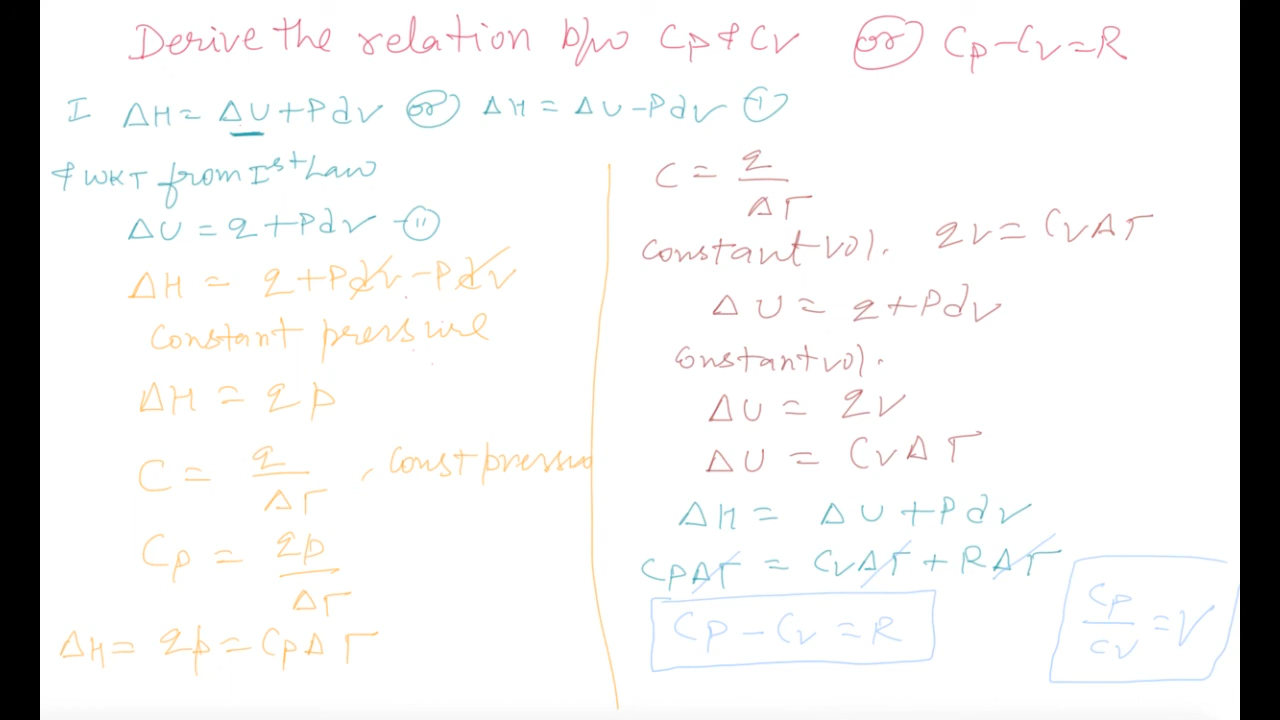 Derive the relation b/w Cp & Cv or Cp-Cv=R
I ΔH = ΔU+Pdv or ΔH = ΔU-Pdv (I)
& WKT from Ist Law
ΔU = q+Pdv - (II)
ΔH = q+Pdv-Pdv
Constant pressure
ΔH = qp
C = q/ΔT , Const pressu
Cp = qp/ΔT
ΔH = qp = CpΔT
C = q/ΔT
Constant vol. qv = CvΔT
ΔU = q+Pdv
Constant vol.
ΔU = qv
ΔU = CvΔT
ΔH = ΔU+Pdv
CpΔT = CvΔT + RΔT
Cp-Cv=R
Cp/Cv = γ